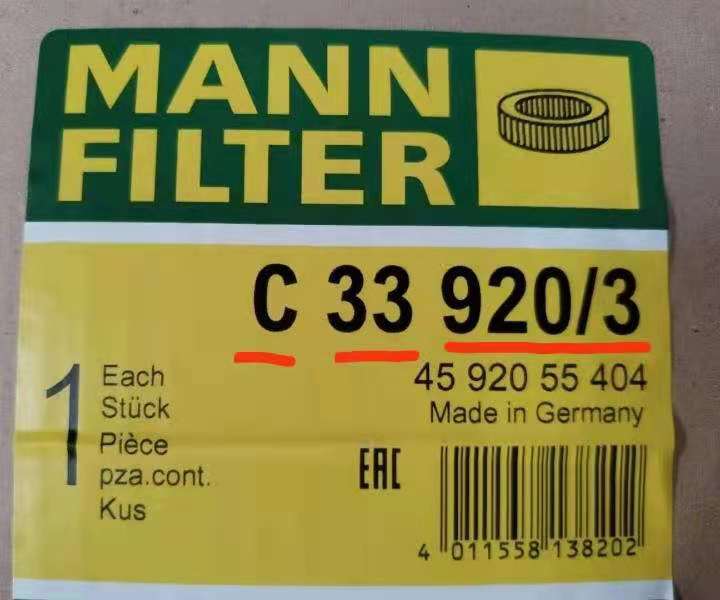 MANN
FILTER
C 33 920/3
1
Each
Stück
Pièce
pza.cont.
Kus
45 920 55 404
Made in Germany
EAC
4 011558 138202